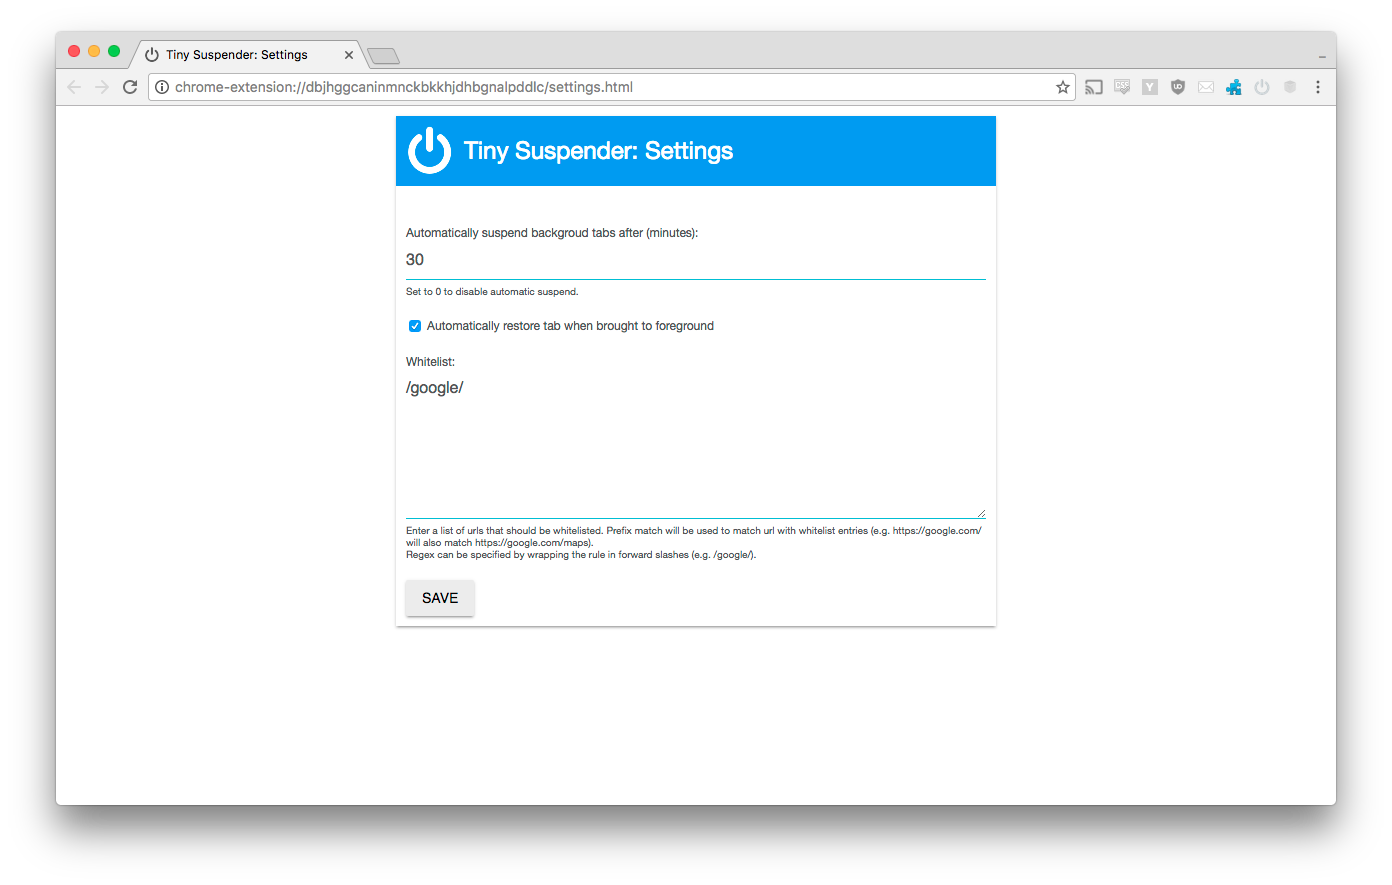 Tiny Suspender: Settings
chrome-extension://dbjhggcaninmnckbkkhjdhbgnalpddlc/settings.html
CSS
Y
Tiny Suspender: Settings
Automatically suspend backgroud tabs after (minutes):
30
Set to 0 to disable automatic suspend.
Automatically restore tab when brought to foreground
Whitelist:
/google/
Enter a list of urls that should be whitelisted. Prefix match will be used to match url with whitelist entries (e.g. https://google.com/
will also match https://google.com/maps).
Regex can be specified by wrapping the rule in forward slashes (e.g. /google/).
SAVE